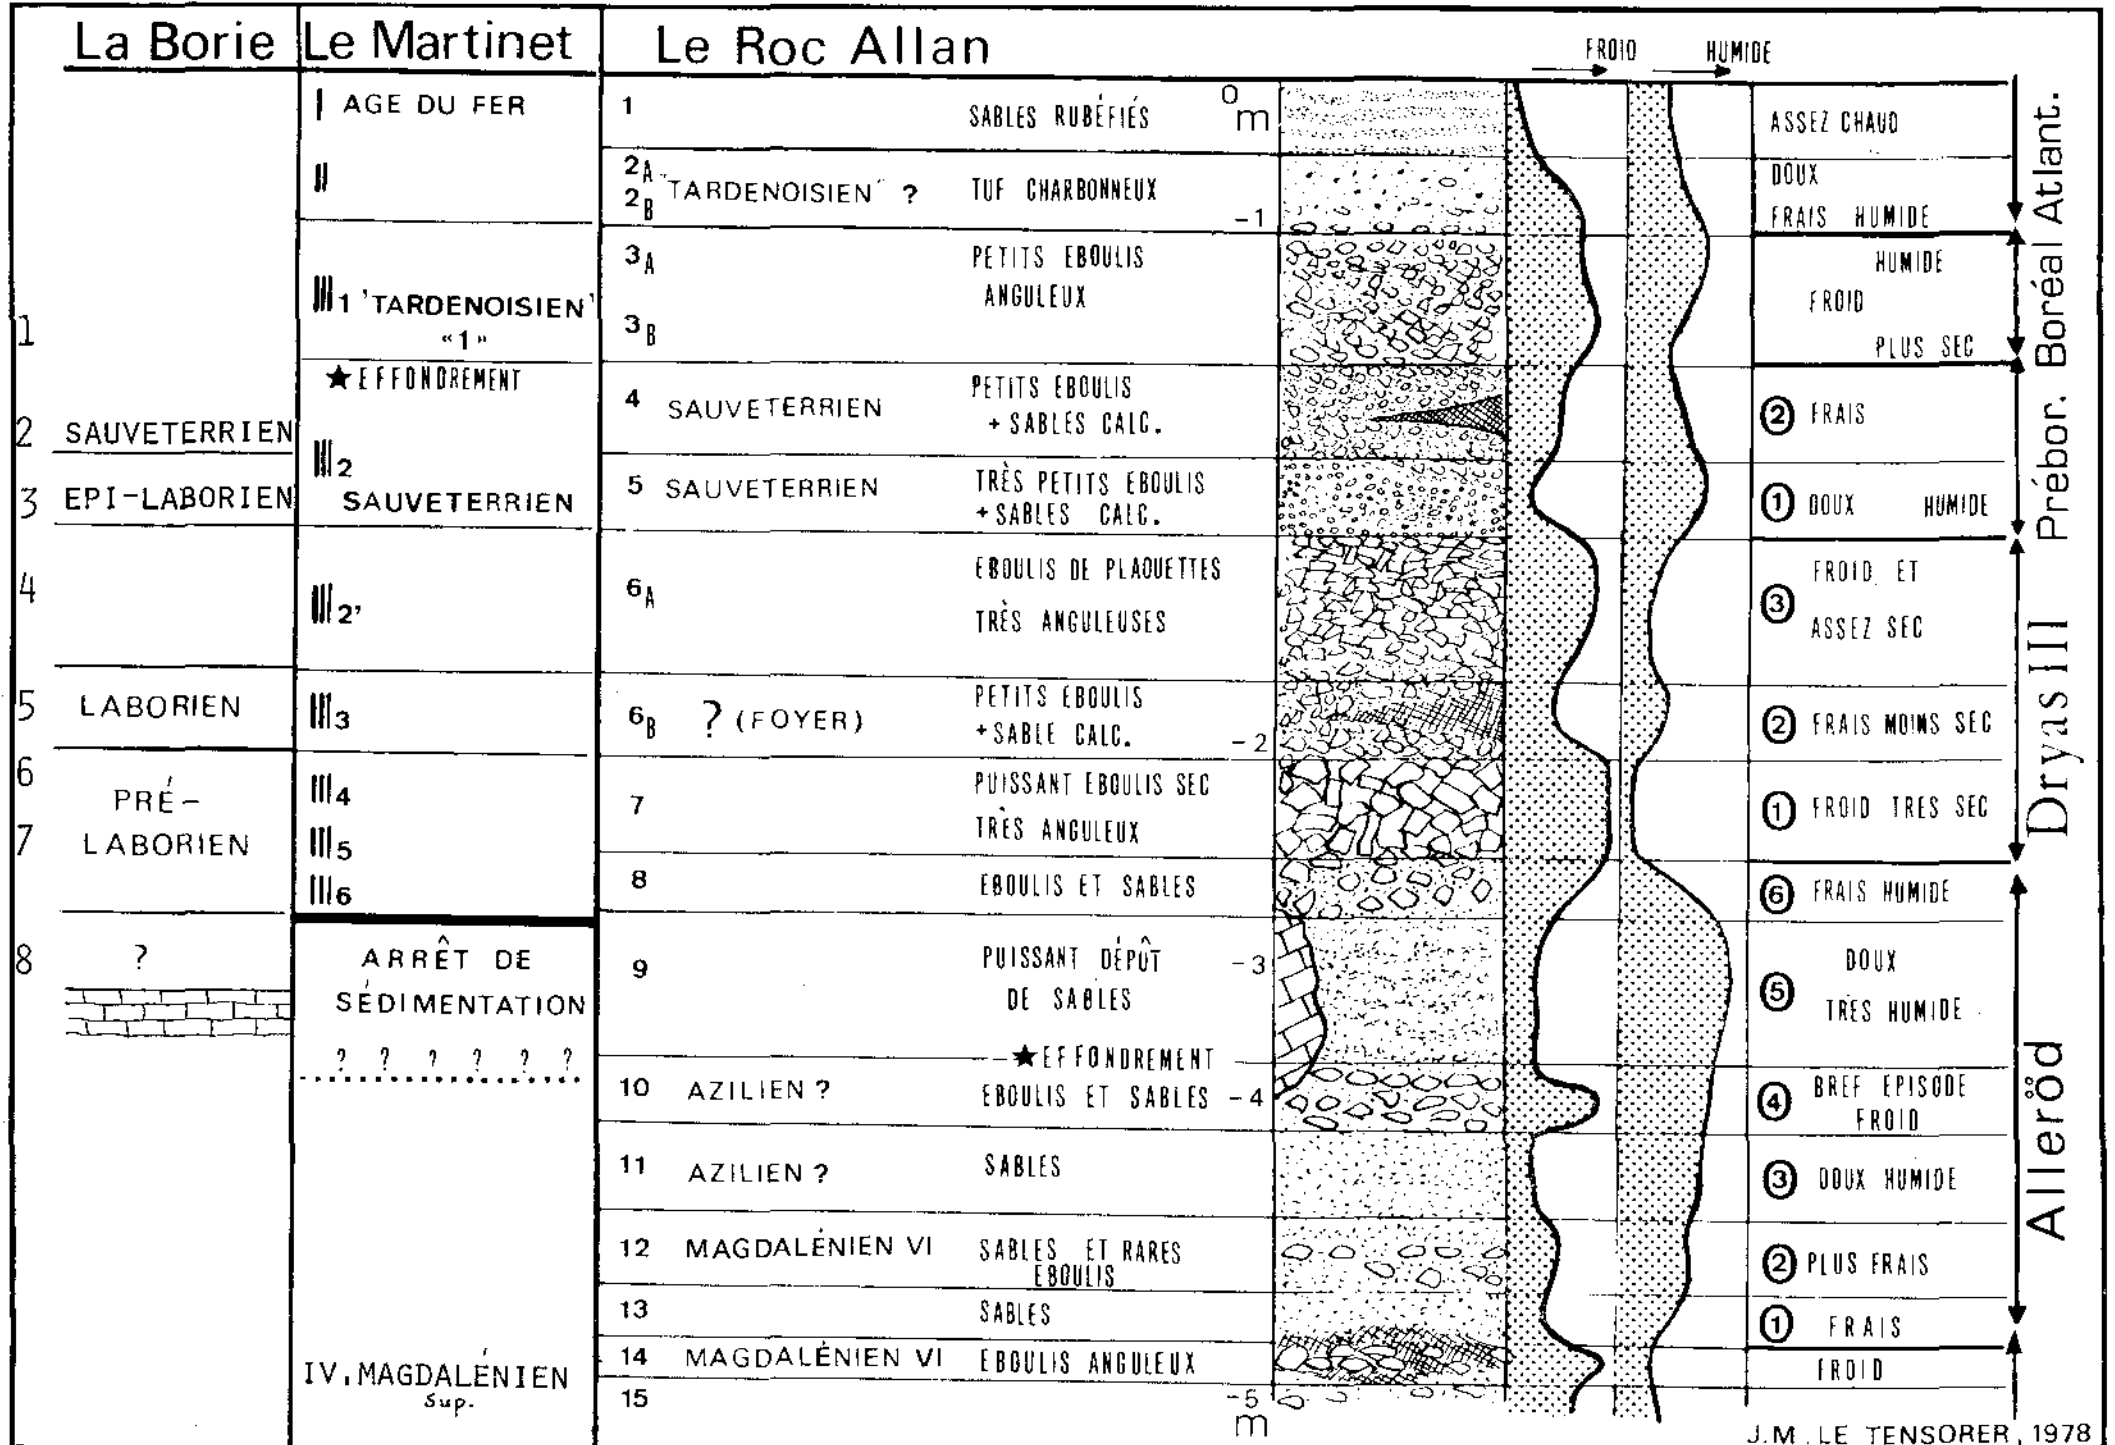 La Borie Le Martinet Le Roc Allan FROID HUMIDE
I AGE DU FER
II
III1 'TARDENOISIEN'
"1"
★EFFONDREMENT
III2
SAUVETERRIEN
III2'
III3
III4
III5
III6
ARRÊT DE
SÉDIMENTATION
? ? ? ? ? ?
IV. MAGDALÉNIEN
Sup.
1
2 SAUVETERRIEN
3 EPI-LABORIEN
4
5 LABORIEN
6
PRÉ-
7 LABORIEN
8 ?
1 SABLES RUBÉFIÉS
2A
2B "TARDENOISIEN" ? TUF CHARBONNEUX
3A PETITS EBOULIS
ANGULEUX
3B
4 SAUVETERRIEN PETITS EBOULIS
+ SABLES CALC.
5 SAUVETERRIEN TRÈS PETITS EBOULIS
+ SABLES CALC.
6A EBOULIS DE PLAQUETTES
TRÈS ANGULEUSES
6B ? (FOYER) PETITS EBOULIS
+ SABLE CALC.
7 PUISSANT EBOULIS SEC
TRÈS ANGULEUX
8 EBOULIS ET SABLES
9 PUISSANT DÉPÔT
DE SABLES
★EFFONDREMENT
10 AZILIEN ? EBOULIS ET SABLES
11 AZILIEN ? SABLES
12 MAGDALÉNIEN VI SABLES ET RARES
EBOULIS
13 SABLES
14 MAGDALÉNIEN VI EBOULIS ANGULEUX
15
0
m
-1
-2
-3
-4
-5
m
ASSEZ CHAUD
DOUX
FRAIS HUMIDE
HUMIDE
FROID
PLUS SEC
2 FRAIS
1 DOUX HUMIDE
3 FROID ET
ASSEZ SEC
2 FRAIS MOINS SEC
1 FROID TRES SEC
6 FRAIS HUMIDE
5 DOUX
TRÈS HUMIDE
4 BREF EPISODE
FROID
3 DOUX HUMIDE
2 PLUS FRAIS
1 FRAIS
FROID
Atlant.
Boréal
Prébor.
Dryas III
Alleröd
J.M. LE TENSORER, 1978